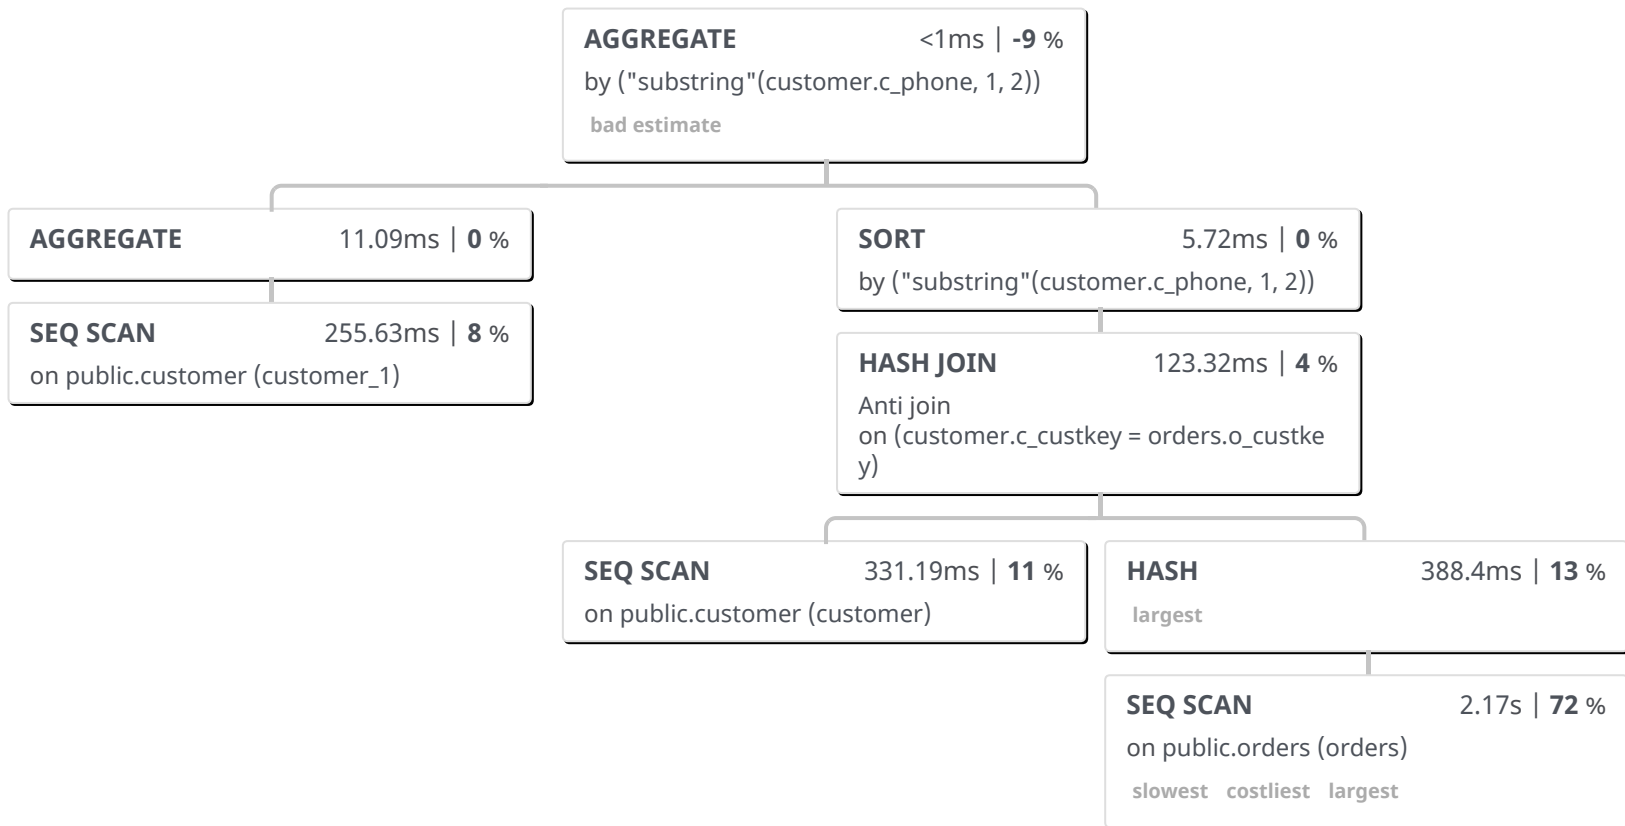 AGGREGATE <1ms | -9 %
by ("substring"(customer.c_phone, 1, 2))
bad estimate
AGGREGATE 11.09ms | 0 %
SEQ SCAN 255.63ms | 8 %
on public.customer (customer_1)
SORT 5.72ms | 0 %
by ("substring"(customer.c_phone, 1, 2))
HASH JOIN 123.32ms | 4 %
Anti join
on (customer.c_custkey = orders.o_custke
y)
SEQ SCAN 331.19ms | 11 %
on public.customer (customer)
HASH 388.4ms | 13 %
largest
SEQ SCAN 2.17s | 72 %
on public.orders (orders)
slowest costliest largest